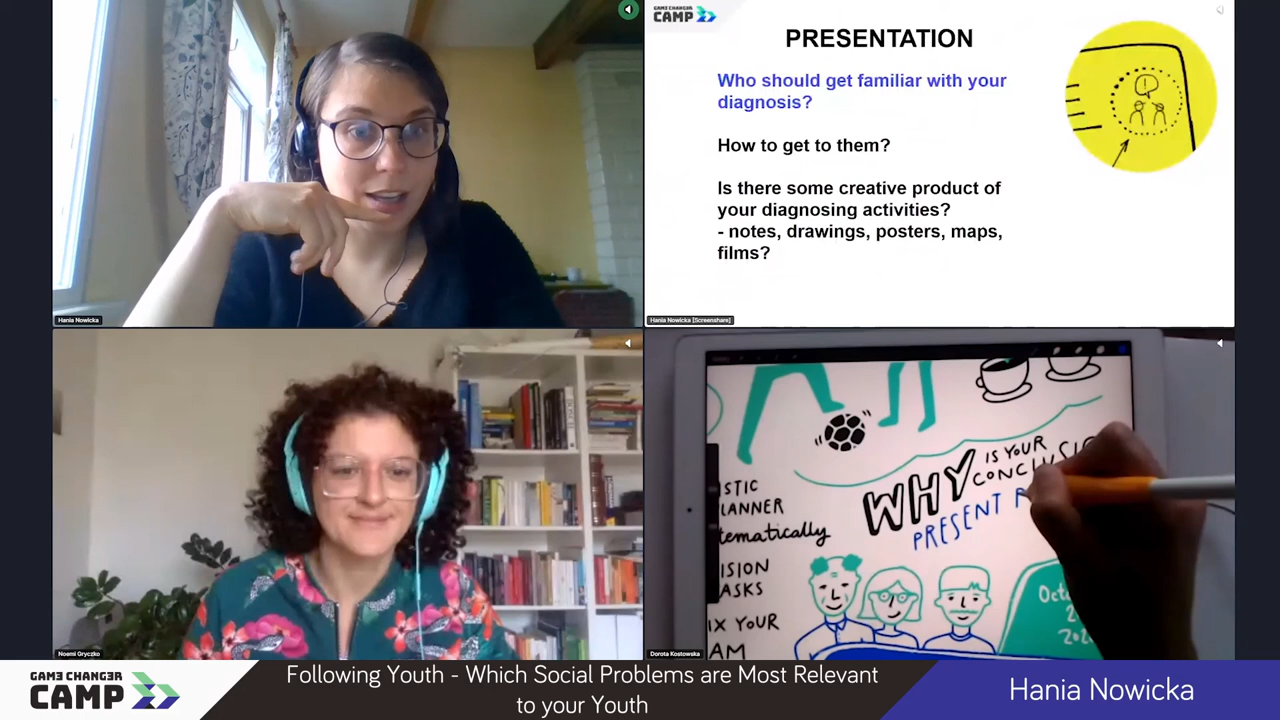 Hania Nowicka
GAME CHANGER
CAMP
PRESENTATION
Who should get familiar with your
diagnosis?
How to get to them?
Is there some creative product of
your diagnosing activities?
- notes, drawings, posters, maps,
films?
Hania Nowicka [Screenshare]
Noemi Gryczko
WHY IS YOUR
PRESENT
LANNER
tematically
ISION
ASKS
IX YOUR
AM
Dorota Kostowska
GAME CHANGER
CAMP
Following Youth - Which Social Problems are Most Relevant
to your Youth
Hania Nowicka